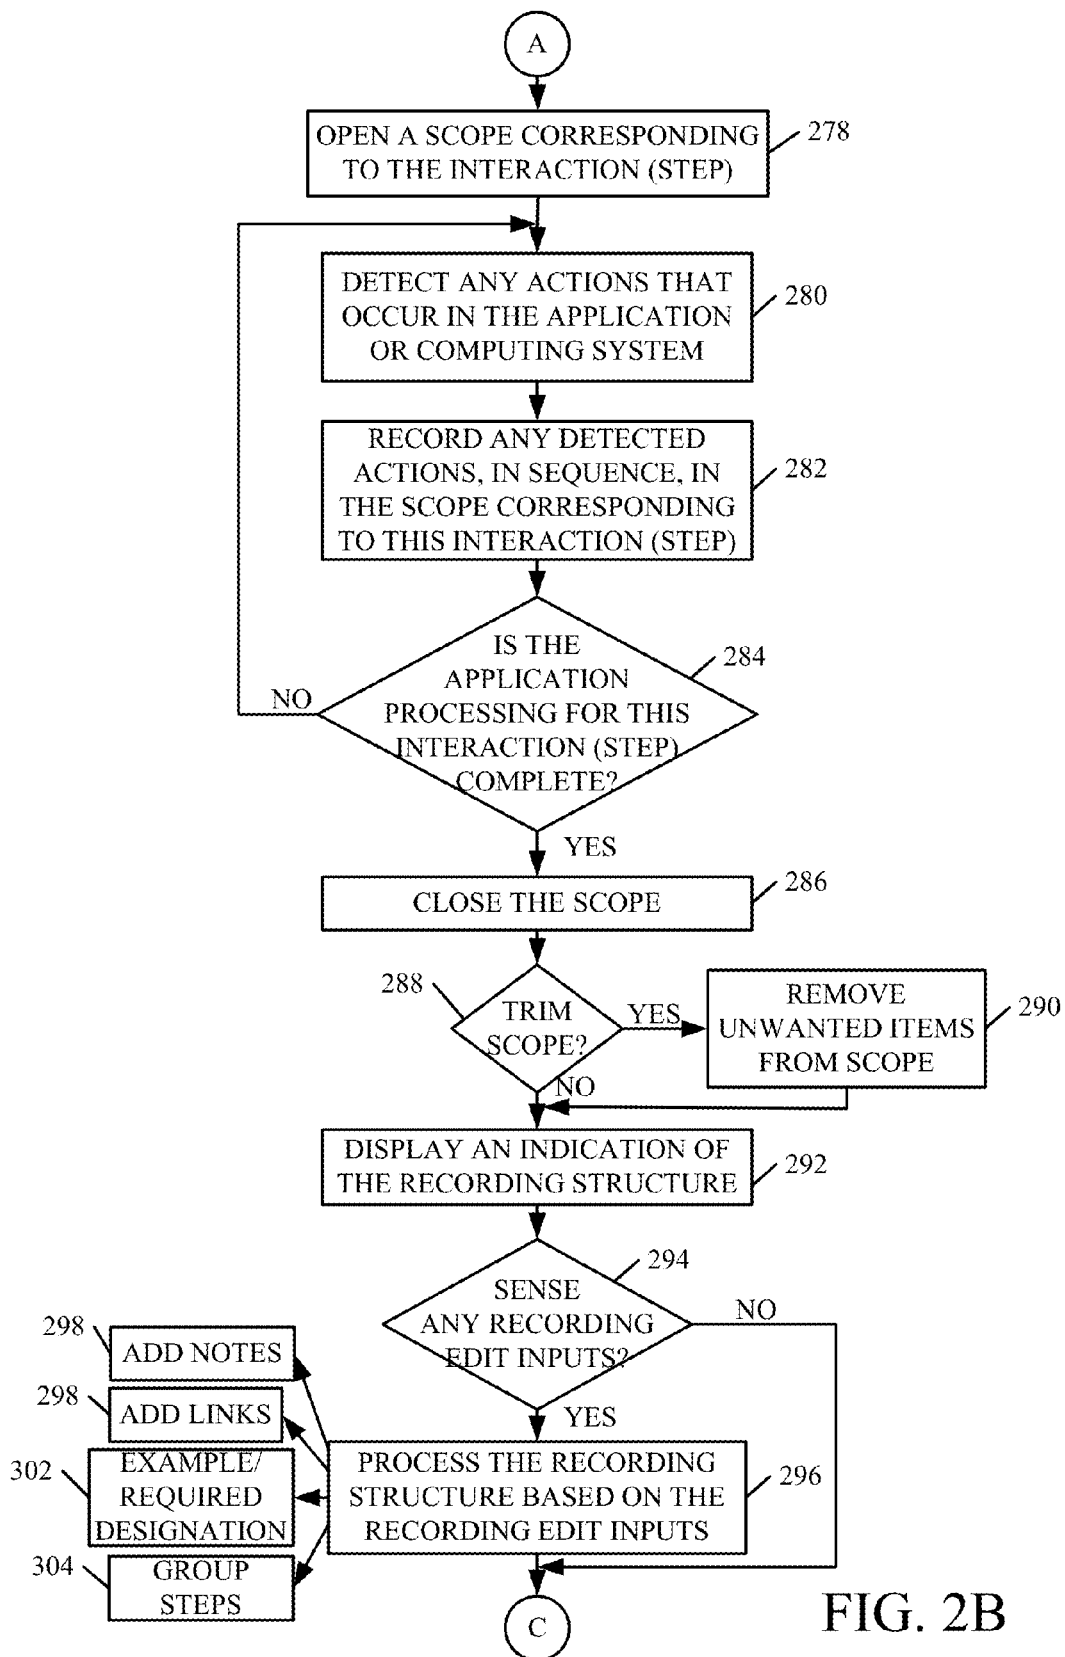 A
OPEN A SCOPE CORRESPONDING
TO THE INTERACTION (STEP)
278
DETECT ANY ACTIONS THAT
OCCUR IN THE APPLICATION
OR COMPUTING SYSTEM
280
RECORD ANY DETECTED
ACTIONS, IN SEQUENCE, IN
THE SCOPE CORRESPONDING
TO THIS INTERACTION (STEP)
282
IS THE
APPLICATION
PROCESSING FOR THIS
INTERACTION (STEP)
COMPLETE?
284
NO
YES
CLOSE THE SCOPE
286
288
TRIM
SCOPE?
YES
NO
REMOVE
UNWANTED ITEMS
FROM SCOPE
290
DISPLAY AN INDICATION OF
THE RECORDING STRUCTURE
292
SENSE
ANY RECORDING
EDIT INPUTS?
294
NO
YES
298
ADD NOTES
298
ADD LINKS
302
EXAMPLE/
REQUIRED
DESIGNATION
304
GROUP
STEPS
PROCESS THE RECORDING
STRUCTURE BASED ON THE
RECORDING EDIT INPUTS
296
C
FIG. 2B